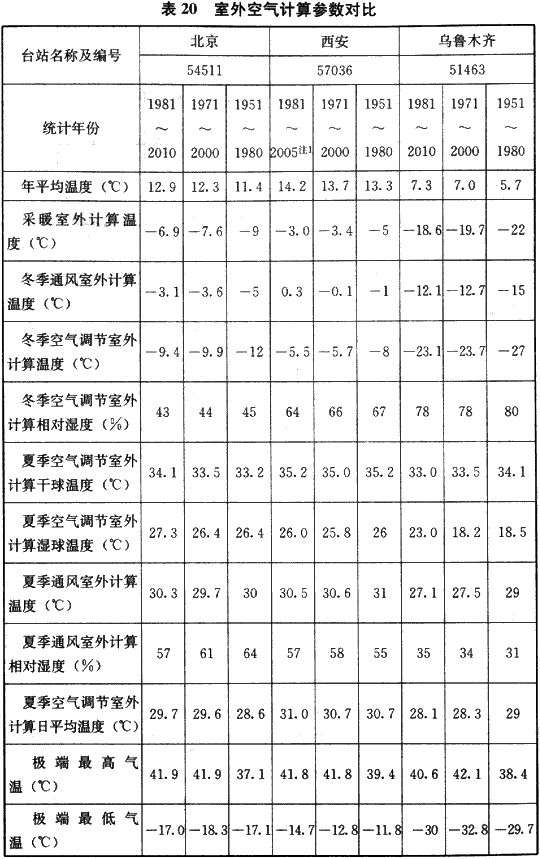 表 20 室外空气计算参数对比
台站名称及编号 北京 西安 乌鲁木齐
54511 57036 51463
统计年份 1981～2010 1971～2000 1951～1980 1981～2005注1 1971～2000 1951～1980 1981～2010 1971～2000 1951～1980
年平均温度（℃） 12.9 12.3 11.4 14.2 13.7 13.3 7.3 7.0 5.7
采暖室外计算温
度（℃） －6.9 －7.6 －9 －3.0 －3.4 －5 －18.6 －19.7 －22
冬季通风室外计算
温度（℃） －3.1 －3.6 －5 0.3 －0.1 －1 －12.1 －12.7 －15
冬季空气调节室外
计算温度（℃） －9.4 －9.9 －12 －5.5 －5.7 －8 －23.1 －23.7 －27
冬季空气调节室外
计算相对湿度（％） 43 44 45 64 66 67 78 78 80
夏季空气调节室外
计算干球温度（℃） 34.1 33.5 33.2 35.2 35.0 35.2 33.0 33.5 34.1
夏季空气调节室外
计算湿球温度（℃） 27.3 26.4 26.4 26.0 25.8 26 23.0 18.2 18.5
夏季通风室外计算
温度（℃） 30.3 29.7 30 30.5 30.6 31 27.1 27.5 29
夏季通风室外计算
相对湿度（％） 57 61 64 57 58 55 35 34 31
夏季空气调节室外
计算日平均温度（℃） 29.7 29.6 28.6 31.0 30.7 30.7 28.1 28.3 29
极端最高气
温（℃） 41.9 41.9 37.1 41.8 41.8 39.4 40.6 42.1 38.4
极端最低气
温（℃） －17.0 －18.3 －17.1 －14.7 －12.8 －11.8 －30 －32.8 －29.7